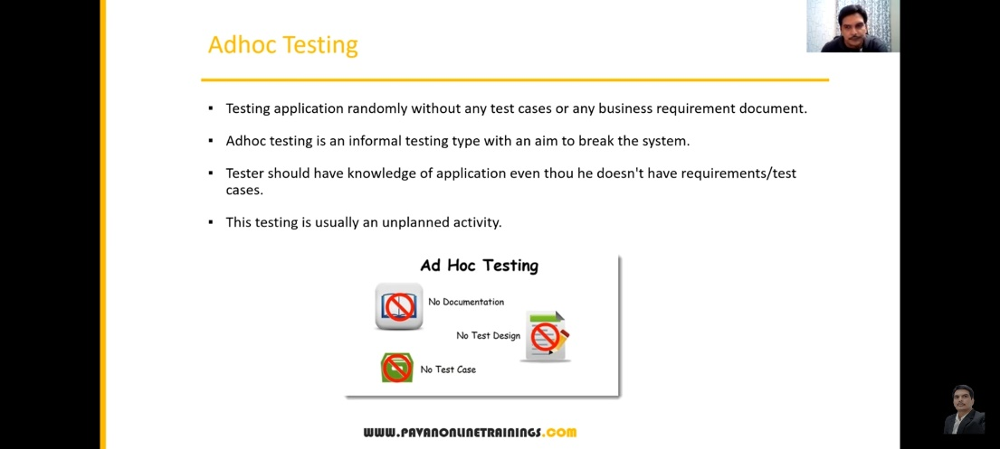 Adhoc Testing
▪ Testing application randomly without any test cases or any business requirement document.
▪ Adhoc testing is an informal testing type with an aim to break the system.
▪ Tester should have knowledge of application even thou he doesn't have requirements/test
cases.
▪ This testing is usually an unplanned activity.
Ad Hoc Testing
No Documentation
No Test Design
No Test Case
www.pavanonlinetrainings.com